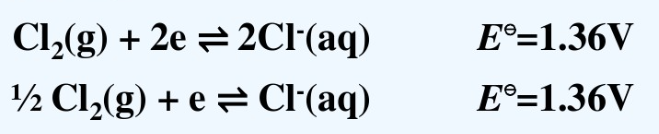 Cl₂(g) + 2e ⇌ 2Cl⁻(aq) E⦵=1.36V
½ Cl₂(g) + e ⇌ Cl⁻(aq) E⦵=1.36V